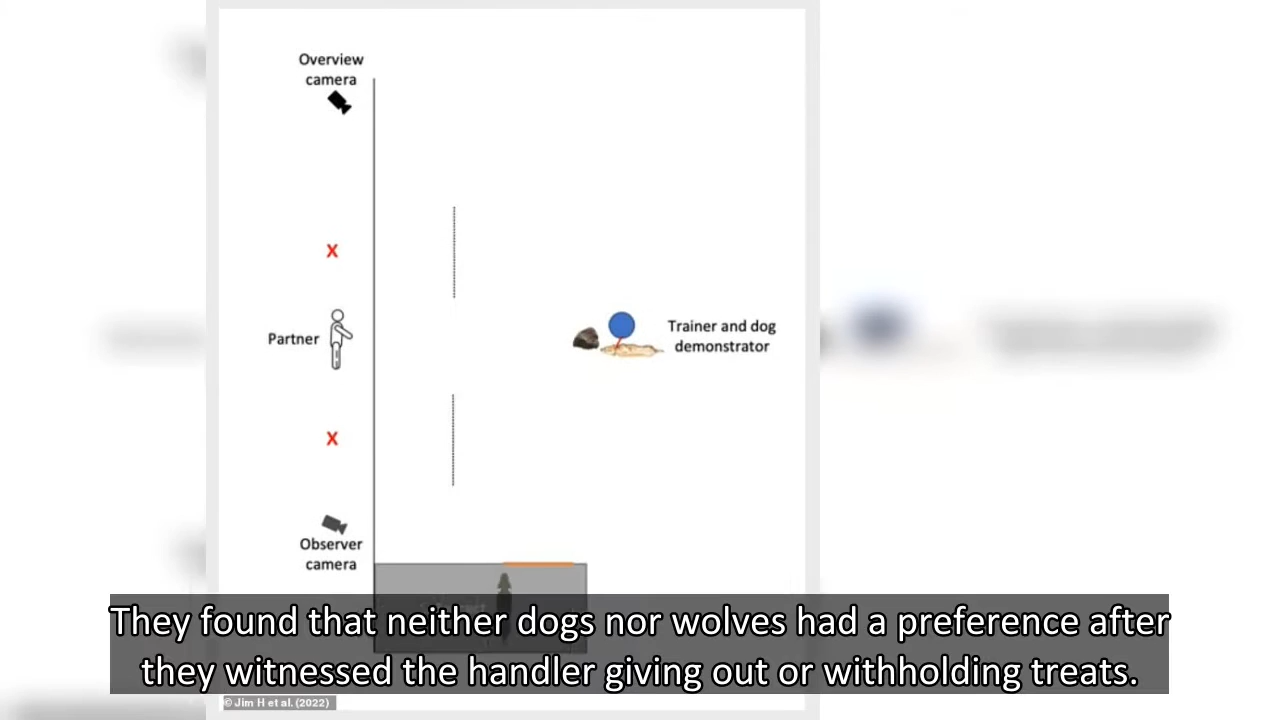 Overview
camera
X
Partner
Trainer and dog
demonstrator
X
Observer
camera
They found that neither dogs nor wolves had a preference after
they witnessed the handler giving out or withholding treats.
© Jim H et al. (2022)